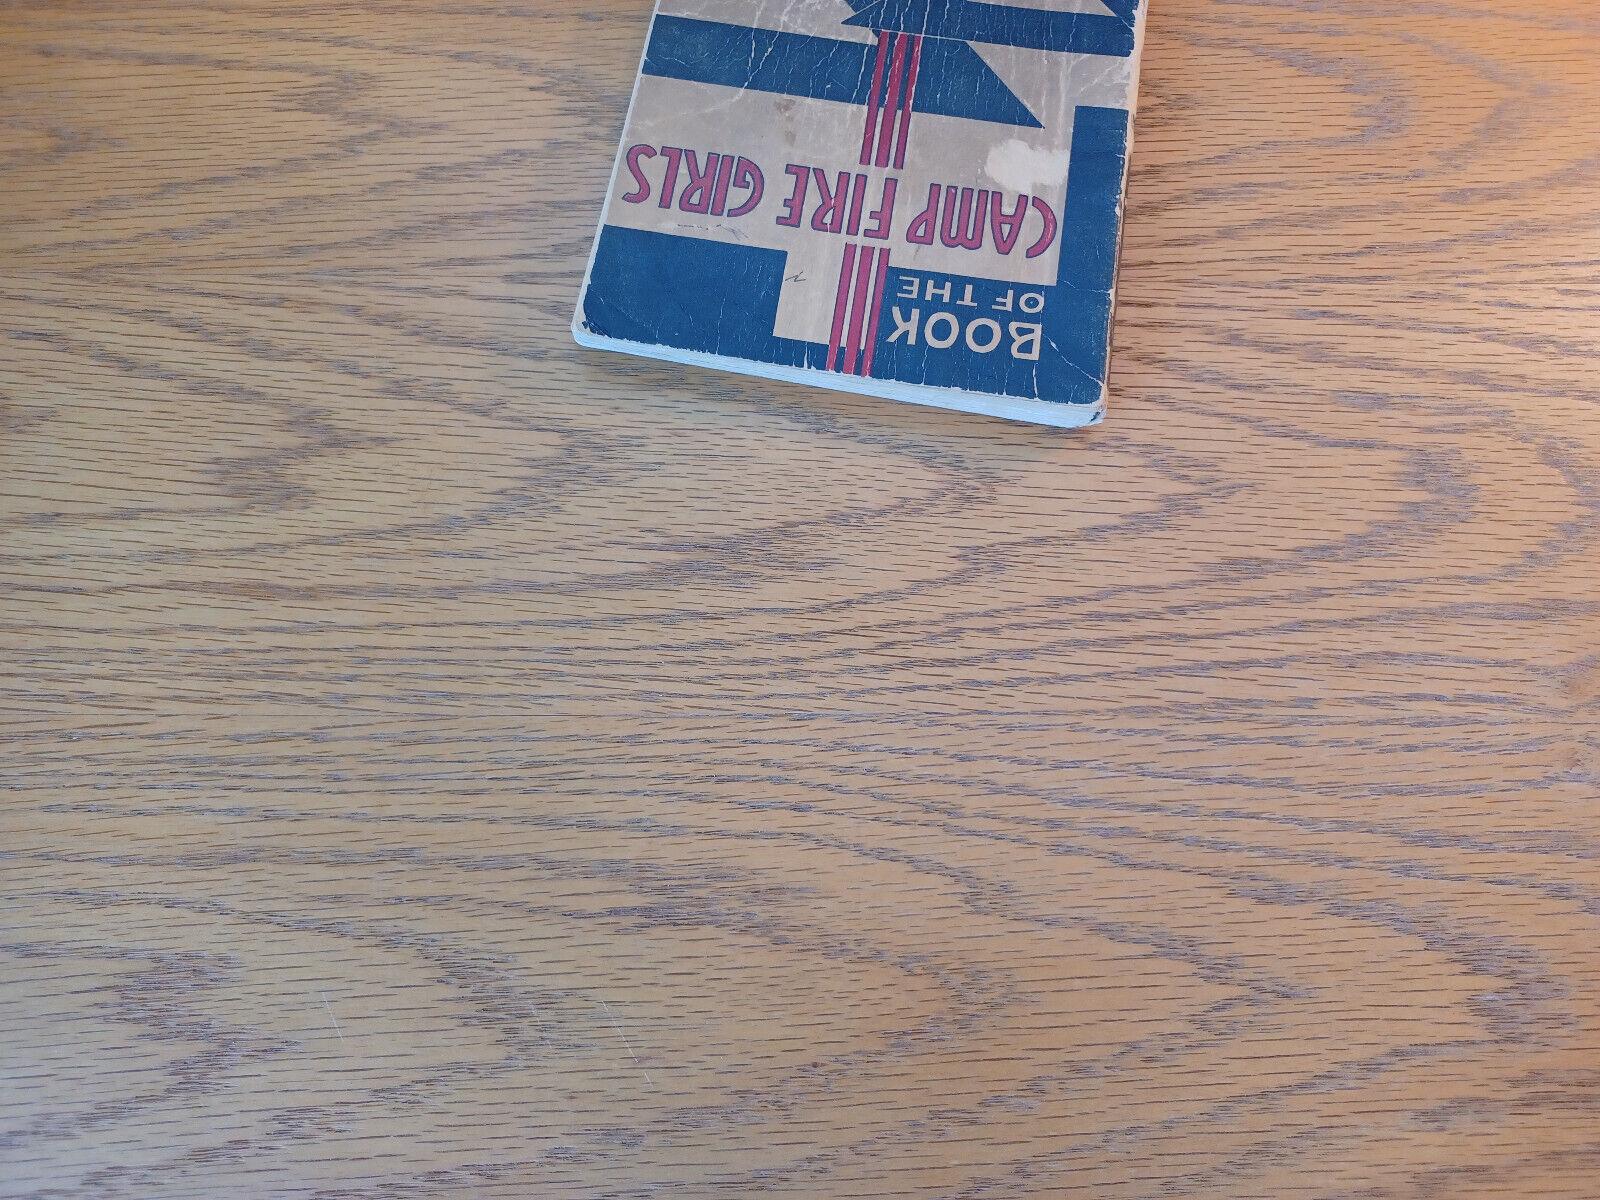 BOOK
OF THE
CAMP FIRE GIRLS